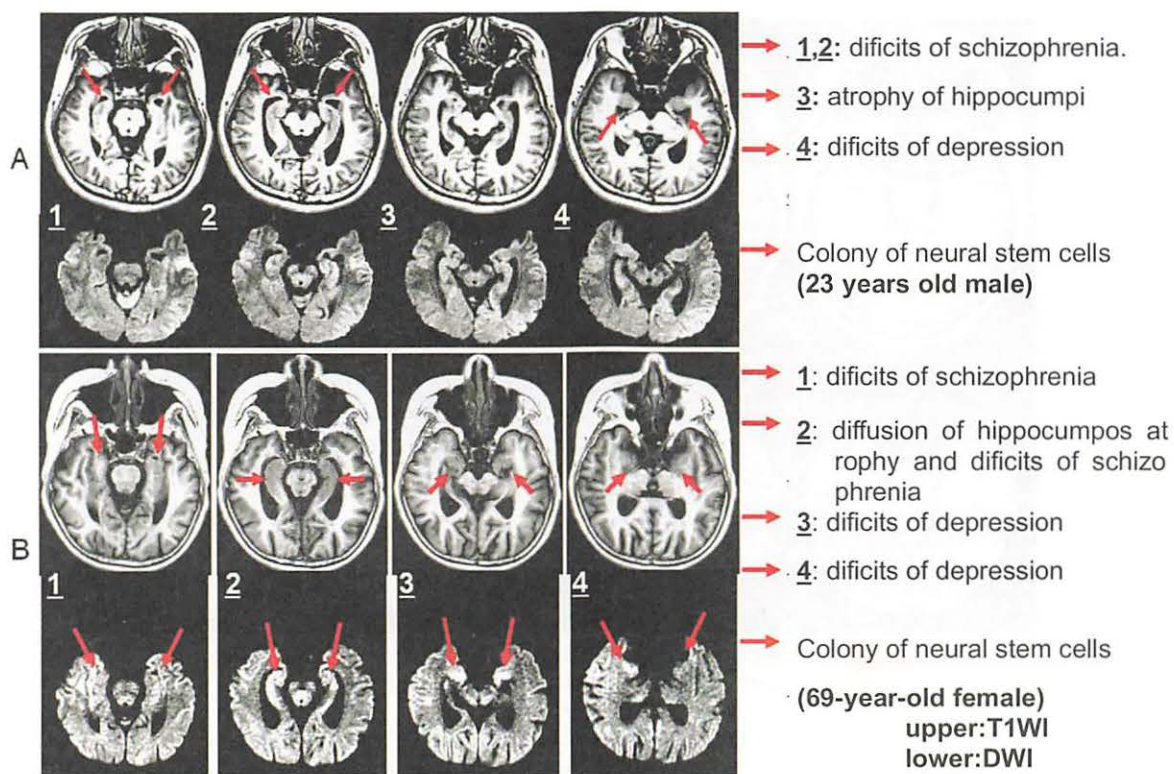 1,2: dificits of schizophrenia.
3: atrophy of hippocumpi
A
4: dificits of depression
1
2
3
4
Colony of neural stem cells
(23 years old male)
1: dificits of schizophrenia
2: diffusion of hippocumpos at
rophy and dificits of schizo
phrenia
3: dificits of depression
B
4: dificits of depression
1
2
3
4
Colony of neural stem cells
(69-year-old female)
upper:T1WI
lower:DWI